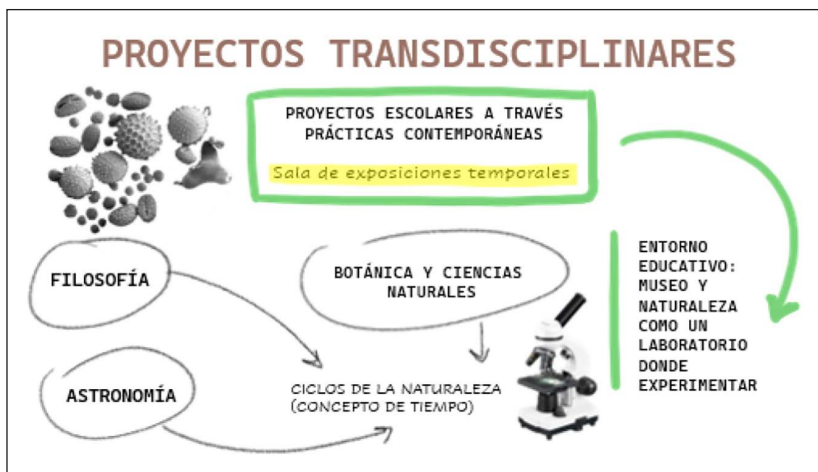 PROYECTOS TRANSDISCIPLINARES
PROYECTOS ESCOLARES A TRAVÉS
PRÁCTICAS CONTEMPORÁNEAS
Sala de exposiciones temporales
FILOSOFÍA
BOTÁNICA Y CIENCIAS
NATURALES
ASTRONOMÍA
CICLOS DE LA NATURALEZA
(CONCEPTO DE TIEMPO)
ENTORNO
EDUCATIVO:
MUSEO Y
NATURALEZA
COMO UN
LABORATORIO
DONDE
EXPERIMENTAR